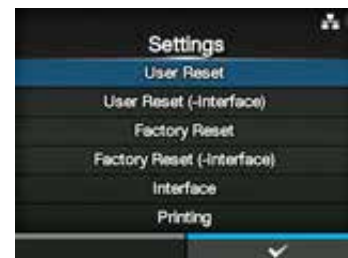 Settings
User Reset
User Reset (-Interface)
Factory Reset
Factory Reset (-Interface)
Interface
Printing